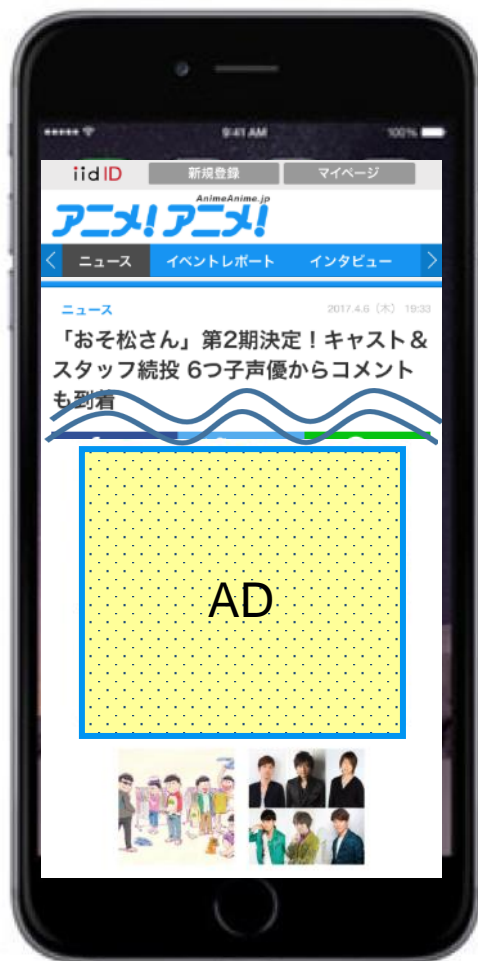 9:41 AM
100%
iid ID
新規登録
マイページ
AnimeAnime.jp
アニメ!アニメ!
ニュース
イベントレポート
インタビュー
ニュース
2017.4.6（木） 19:33
「おそ松さん」第2期決定！キャスト＆
スタッフ続投 6つ子声優からコメント
も到着
AD